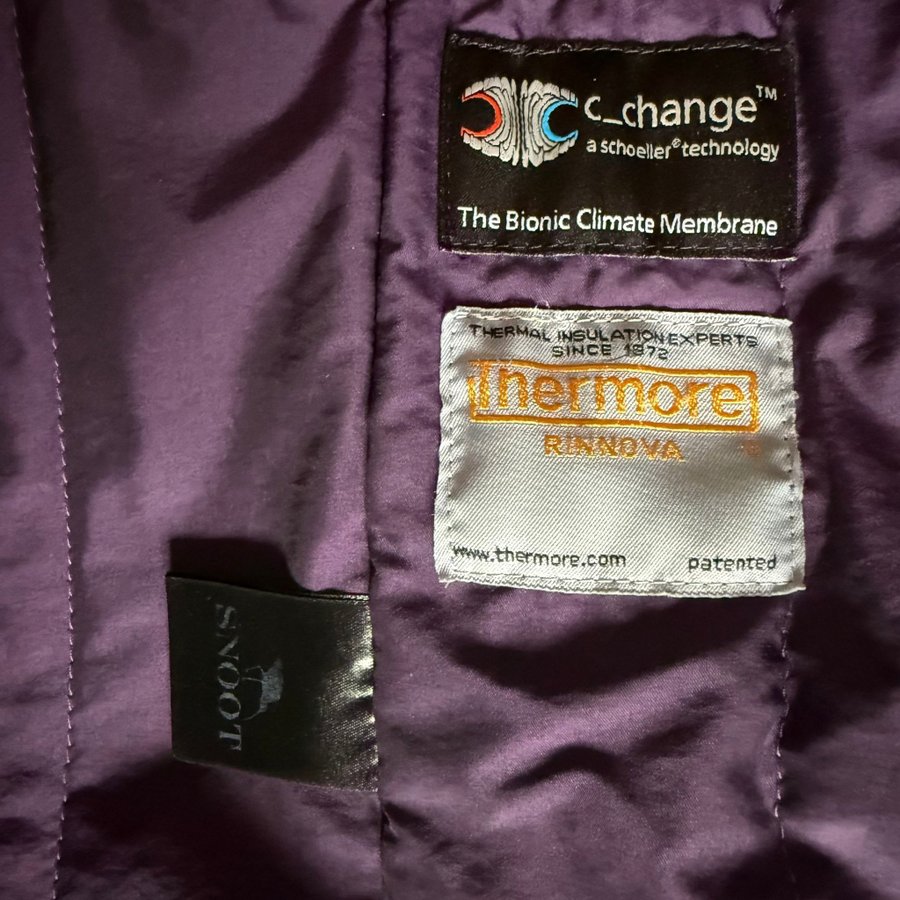 c_change™
a schoeller® technology
The Bionic Climate Membrane
THERMAL INSULATION EXPERTS
SINCE 1972
Thermore
RINNOVA
www.thermore.com patented
SNOOT